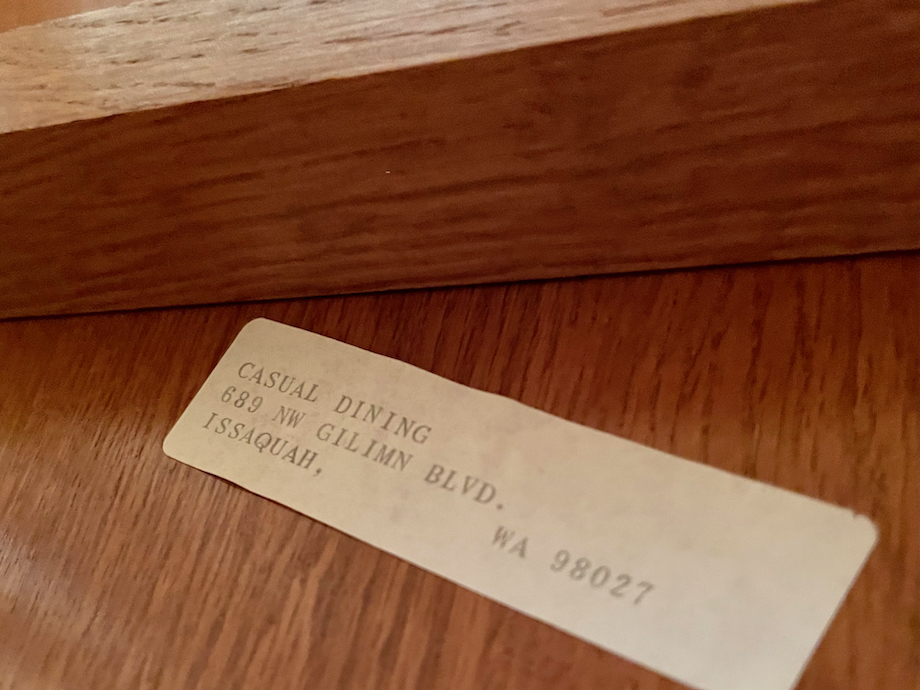 CASUAL DINING
689 NW GILIMN BLVD.
ISSAQUAH,
WA 98027